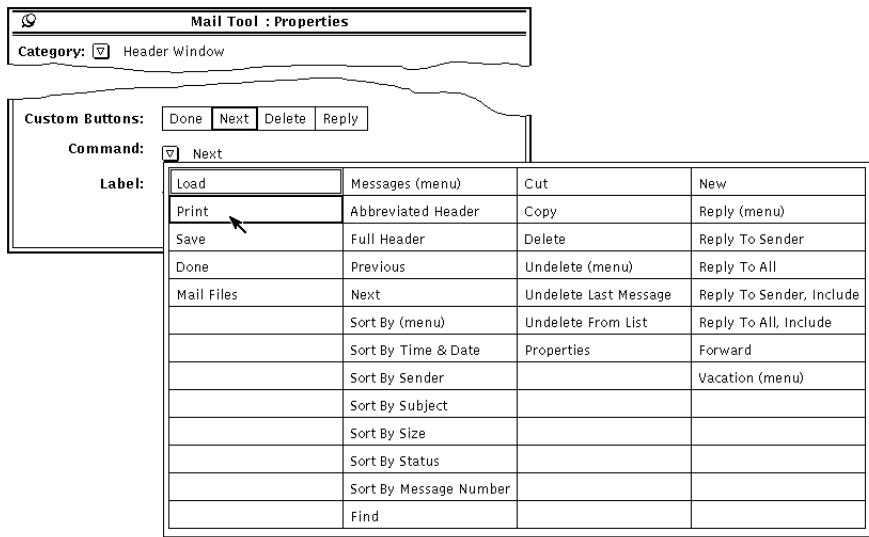 Mail Tool : Properties
Category: Header Window
Custom Buttons: Done Next Delete Reply
Command: Next
Label:
Load Messages (menu) Cut New
Print Abbreviated Header Copy Reply (menu)
Save Full Header Delete Reply To Sender
Done Previous Undelete (menu) Reply To All
Mail Files Next Undelete Last Message Reply To Sender, Include
Sort By (menu) Undelete From List Reply To All, Include
Sort By Time & Date Properties Forward
Sort By Sender Vacation (menu)
Sort By Subject
Sort By Size
Sort By Status
Sort By Message Number
Find